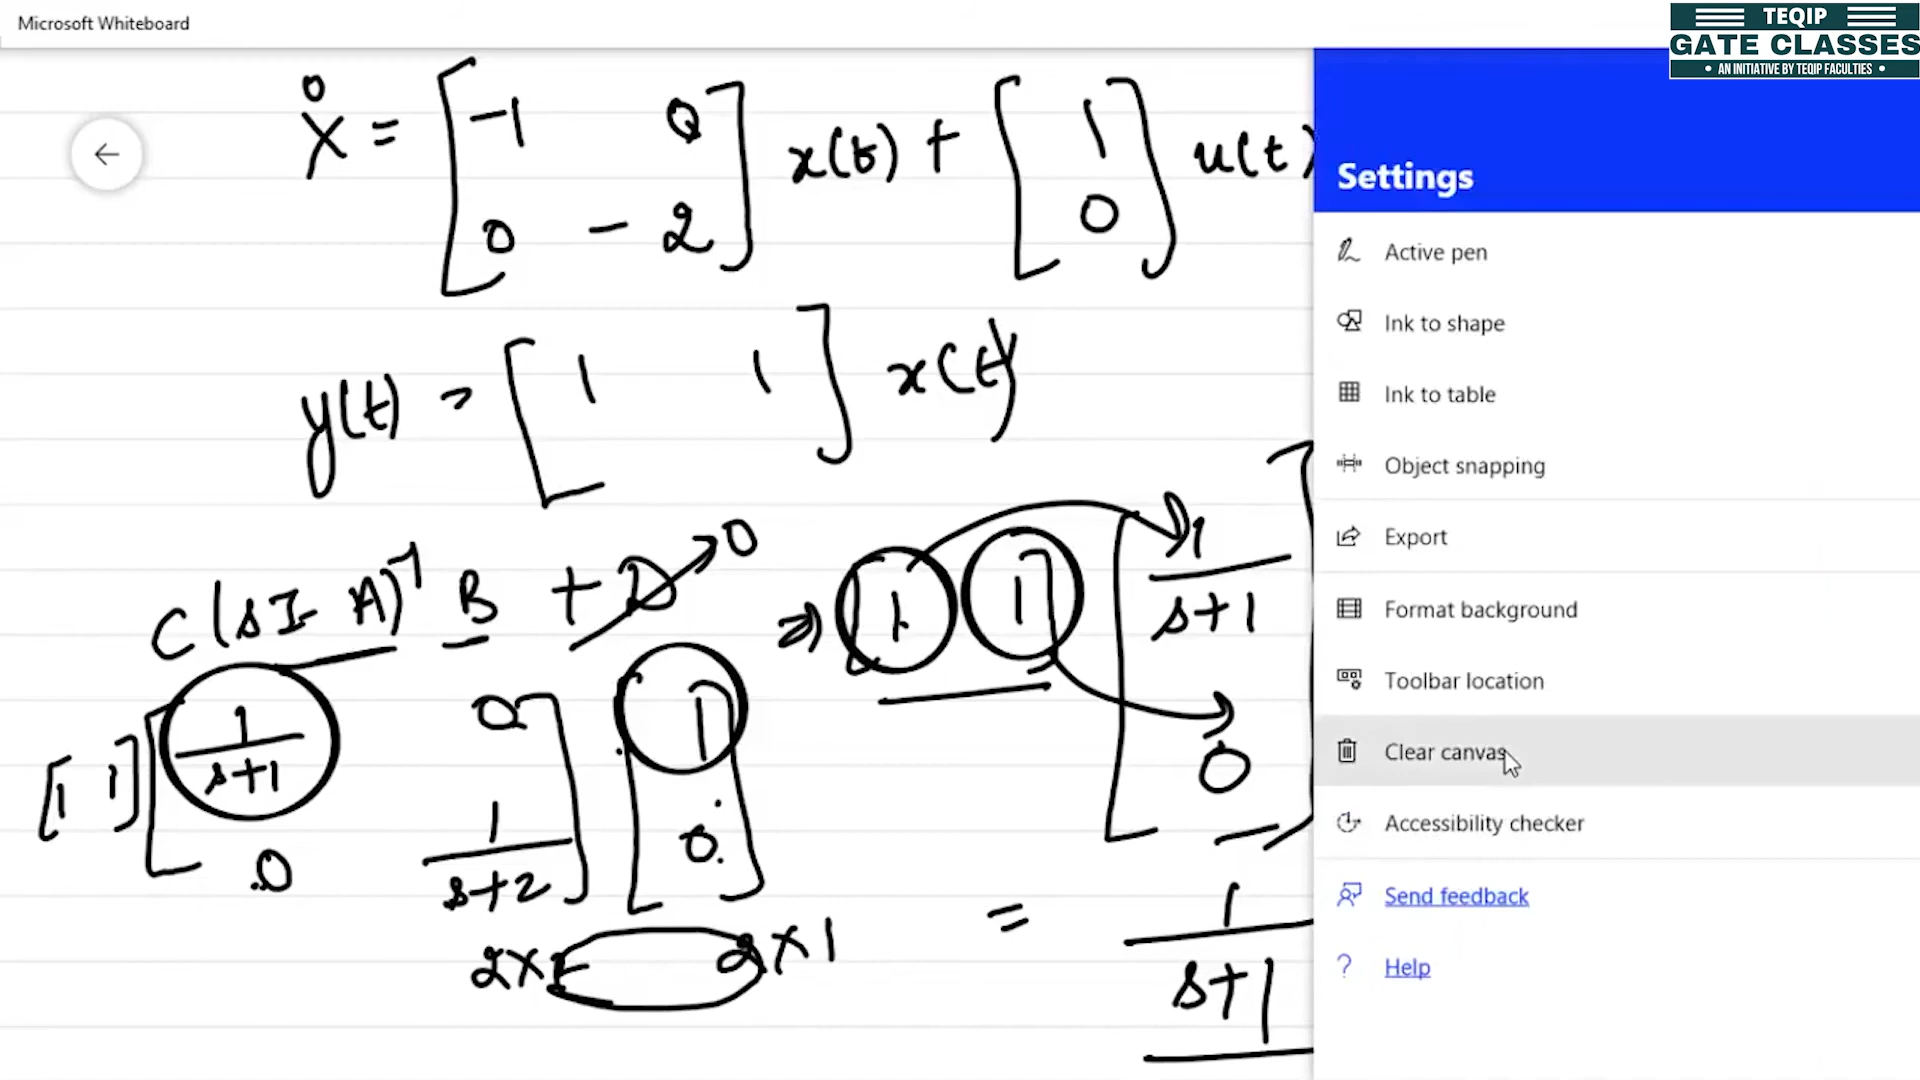 Microsoft Whiteboard
TEQIP
GATE CLASSES
• AN INITIATIVE BY TEQIP FACULTIES •
Ẋ = [-1 0
0 -2] x(t) + [1
0] u(t)
y(t) = [1 1] x(t)
C(sI-A)⁻¹ B + D → 0
[1 1] [1/(s+1) 0
0 1/(s+2)] [1
0]
2×2 2×1
⇒ [1 1] [1/(s+1)
0]
= 1/(s+1)
Settings
Active pen
Ink to shape
Ink to table
Object snapping
Export
Format background
Toolbar location
Clear canvas
Accessibility checker
Send feedback
Help